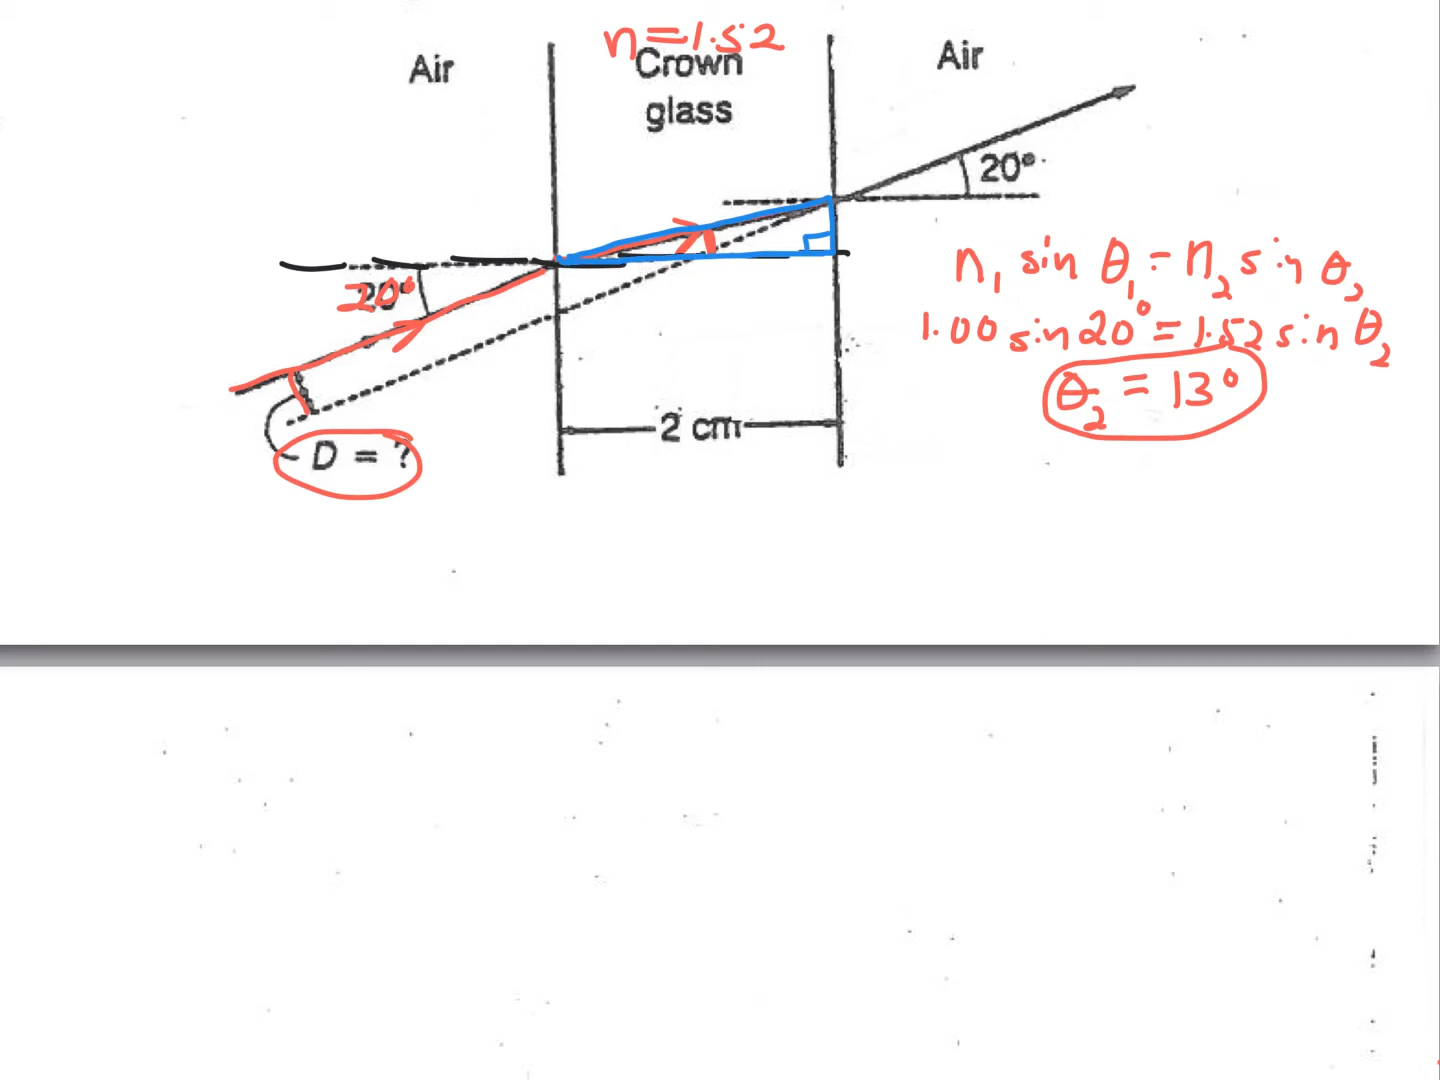 n=1.52
Air
Crown
glass
Air
20°
20°
n₁ sin θ₁ = n₂ sin θ₂
1.00 sin 20° = 1.52 sin θ₂
θ₂ = 13°
2 cm
D = ?